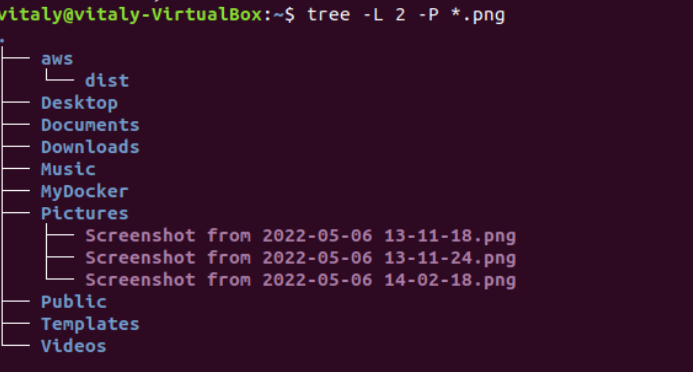 vitaly@vitaly-VirtualBox:~$ tree -L 2 -P *.png
.
├── aws
│   └── dist
├── Desktop
├── Documents
├── Downloads
├── Music
├── MyDocker
├── Pictures
│   ├── Screenshot from 2022-05-06 13-11-18.png
│   ├── Screenshot from 2022-05-06 13-11-24.png
│   └── Screenshot from 2022-05-06 14-02-18.png
├── Public
├── Templates
└── Videos